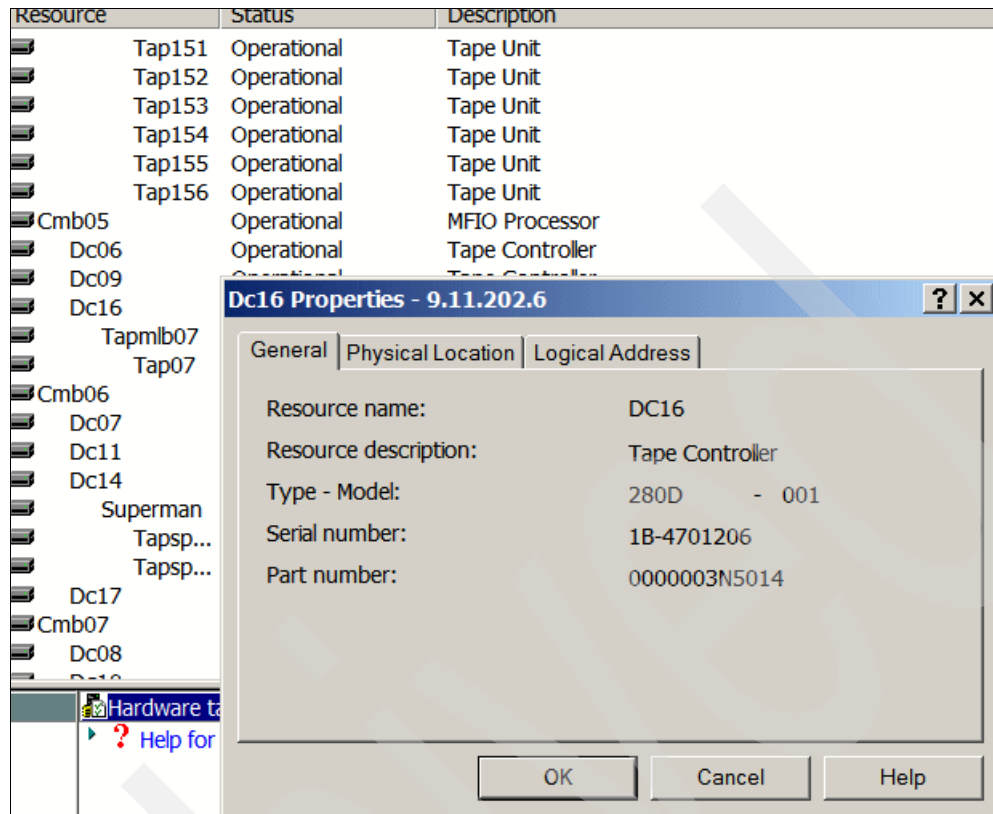 Resource Status Description
Tap151 Operational Tape Unit
Tap152 Operational Tape Unit
Tap153 Operational Tape Unit
Tap154 Operational Tape Unit
Tap155 Operational Tape Unit
Tap156 Operational Tape Unit
Cmb05 Operational MFIO Processor
Dc06 Operational Tape Controller
Dc09 Operational Tape Controller
Dc16
Tapmlb07
Tap07
Cmb06
Dc07
Dc11
Dc14
Superman
Tapsp...
Tapsp...
Dc17
Cmb07
Dc08
Dc16 Properties - 9.11.202.6
General Physical Location Logical Address
Resource name: DC16
Resource description: Tape Controller
Type - Model: 280D - 001
Serial number: 1B-4701206
Part number: 0000003N5014
OK Cancel Help
Hardware ta
? Help for